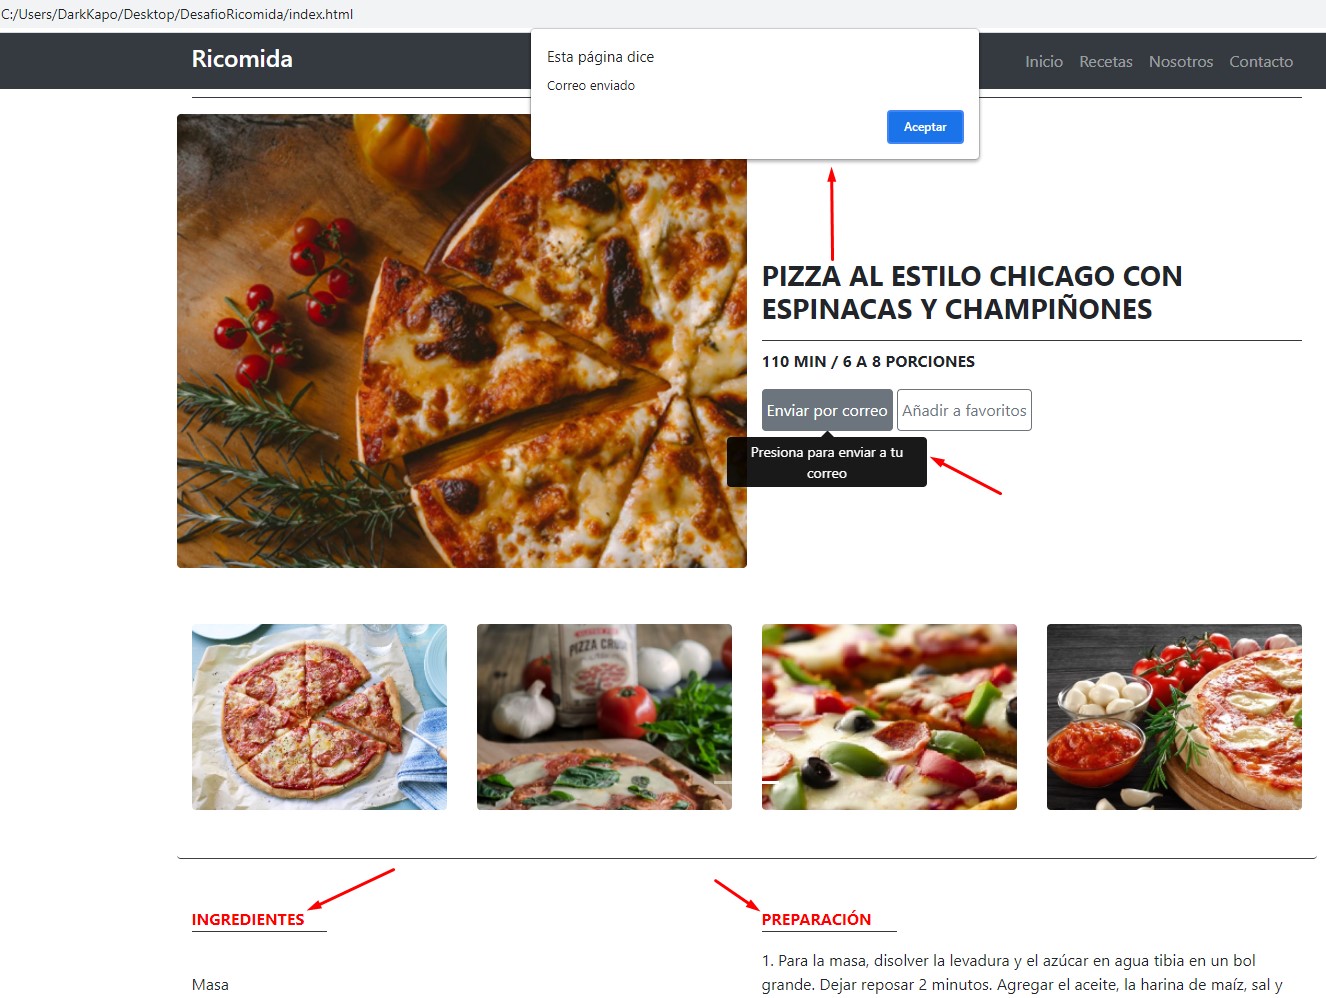 C:/Users/DarkKapo/Desktop/DesafioRicomida/index.html
Ricomida
Inicio Recetas Nosotros Contacto
Esta página dice
Correo enviado
Aceptar
PIZZA AL ESTILO CHICAGO CON
ESPINACAS Y CHAMPIÑONES
110 MIN / 6 A 8 PORCIONES
Enviar por correo Añadir a favoritos
Presiona para enviar a tu
correo
INGREDIENTES
Masa
PREPARACIÓN
1. Para la masa, disolver la levadura y el azúcar en agua tibia en un bol
grande. Dejar reposar 2 minutos. Agregar el aceite, la harina de maíz, sal y